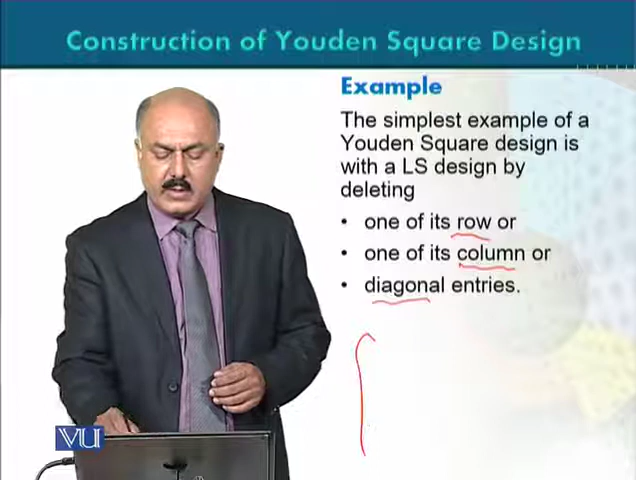 Construction of Youden Square Design
Example
The simplest example of a
Youden Square design is
with a LS design by
deleting
• one of its row or
• one of its column or
• diagonal entries.
VU